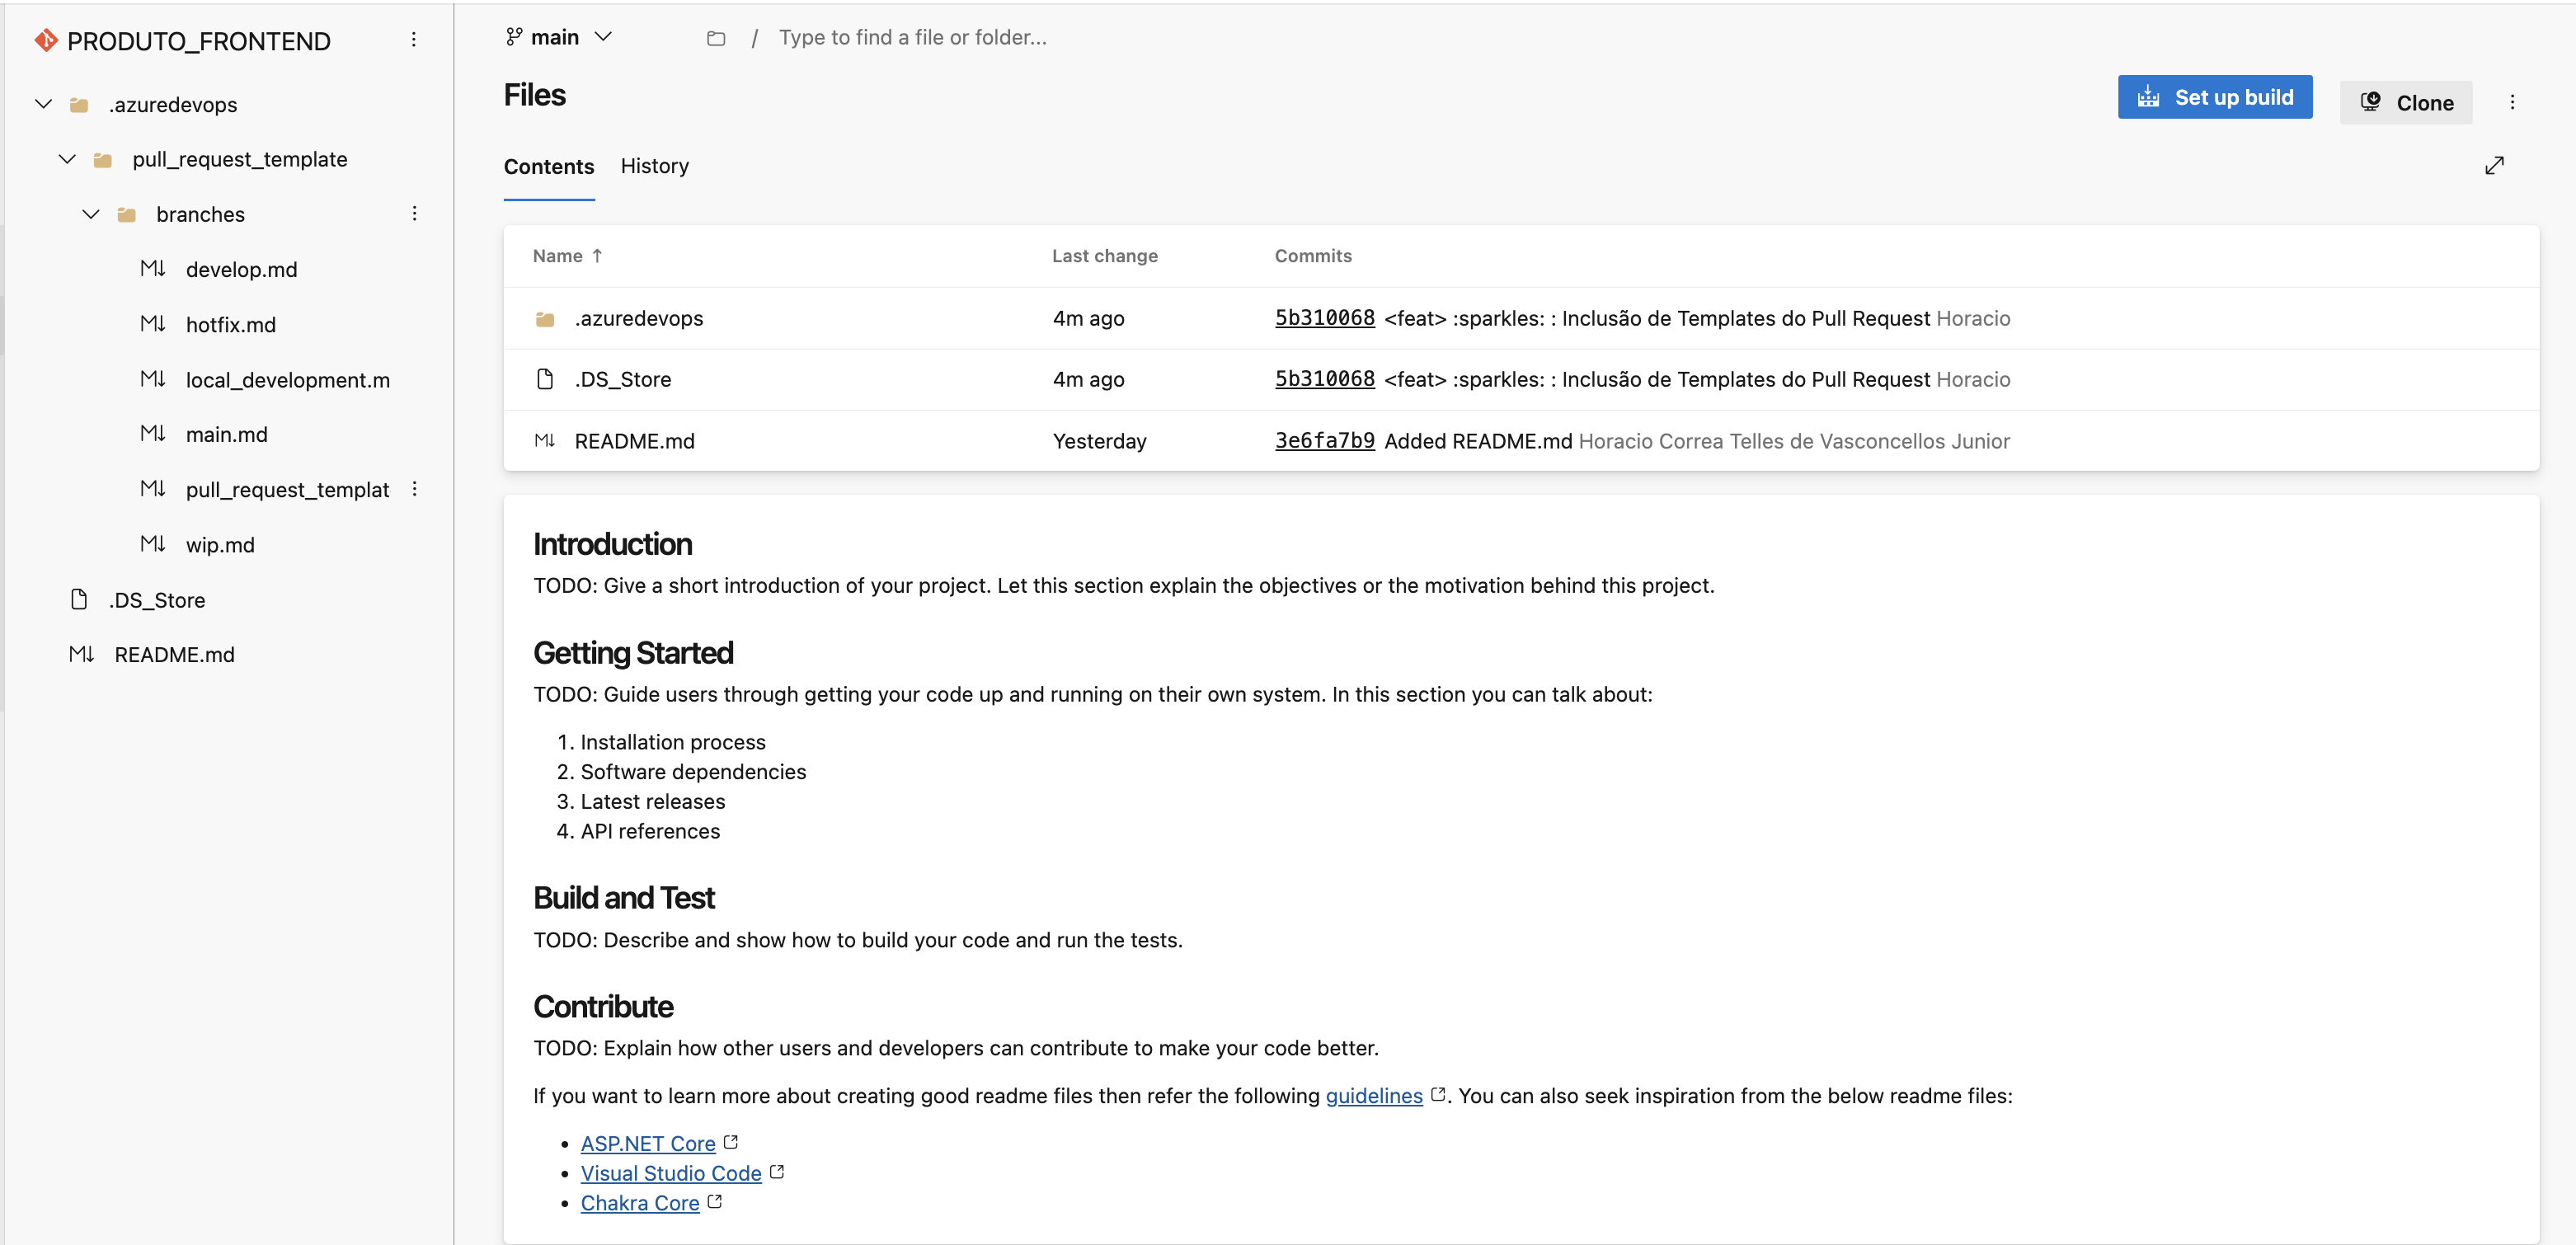 PRODUTO_FRONTEND
.azuredevops
pull_request_template
branches
develop.md
hotfix.md
local_development.m
main.md
pull_request_templat
wip.md
.DS_Store
README.md
main
/ Type to find a file or folder...
Files
Set up build
Clone
Contents History
Name ↑ Last change Commits
.azuredevops 4m ago 5b310068 <feat> :sparkles: : Inclusão de Templates do Pull Request Horacio
.DS_Store 4m ago 5b310068 <feat> :sparkles: : Inclusão de Templates do Pull Request Horacio
README.md Yesterday 3e6fa7b9 Added README.md Horacio Correa Telles de Vasconcellos Junior
Introduction
TODO: Give a short introduction of your project. Let this section explain the objectives or the motivation behind this project.
Getting Started
TODO: Guide users through getting your code up and running on their own system. In this section you can talk about:
1. Installation process
2. Software dependencies
3. Latest releases
4. API references
Build and Test
TODO: Describe and show how to build your code and run the tests.
Contribute
TODO: Explain how other users and developers can contribute to make your code better.
If you want to learn more about creating good readme files then refer the following guidelines. You can also seek inspiration from the below readme files:
• ASP.NET Core
• Visual Studio Code
• Chakra Core